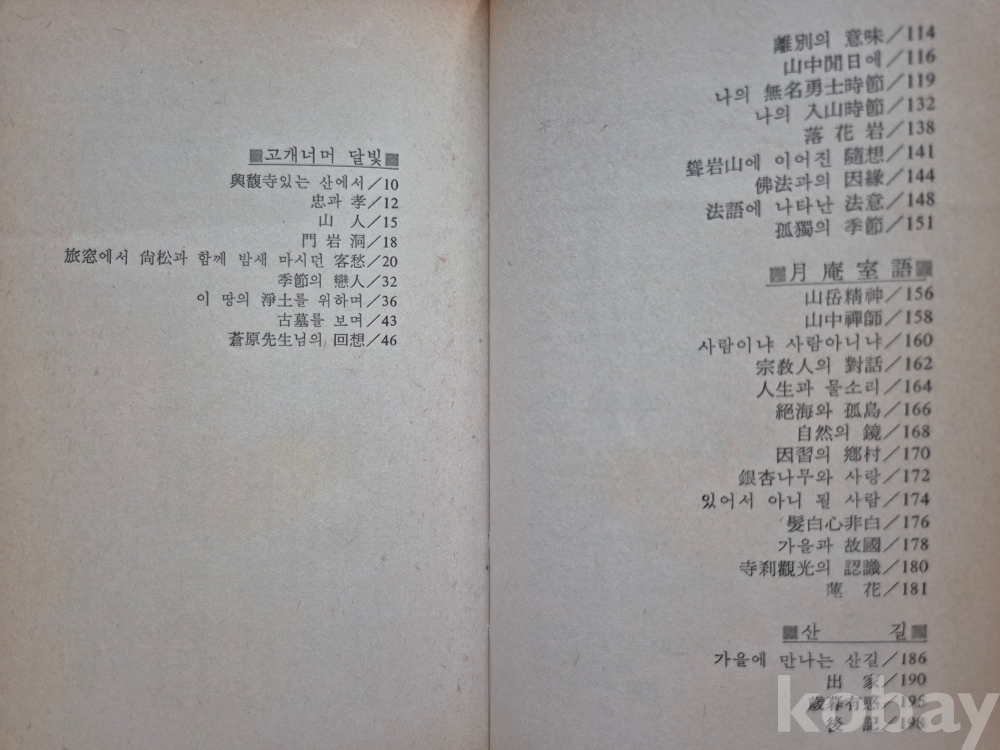 ▩고개너머 달빛▩
興馥寺있는 산에서/10
忠과 孝/12
山 人/15
門 岩 洞/18
旅窓에서 尙松과 함께 밤새 마시던 客愁/20
季節의 戀人/32
이 땅의 淨土를 위하며/36
古墓를 보며/43
蒼原先生님의 回想/46
離別의 意味/114
山中閒日에/116
나의 無名勇士時節/119
나의 入山時節/132
落 花 岩/138
聳岩山에 이어진 隨想/141
佛法과의 因緣/144
法語에 나타난 法意/148
孤獨의 季節/151
▩月 庵 室 語▩
山岳精神/156
山中禪師/158
사람이냐 사람아니냐/160
宗敎人의 對話/162
人生과 물소리/164
絕海와 孤島/166
自然의 鏡/168
因習의 鄕村/170
銀杏나무와 사랑/172
있어서 아니 될 사람/174
髮白心非白/176
가을과 故國/178
寺刹觀光의 認識/180
花/181
▩산 길▩
가을에 만나는 산길/186
出 家/190
歲暮有感/195
後 記/198
kobay